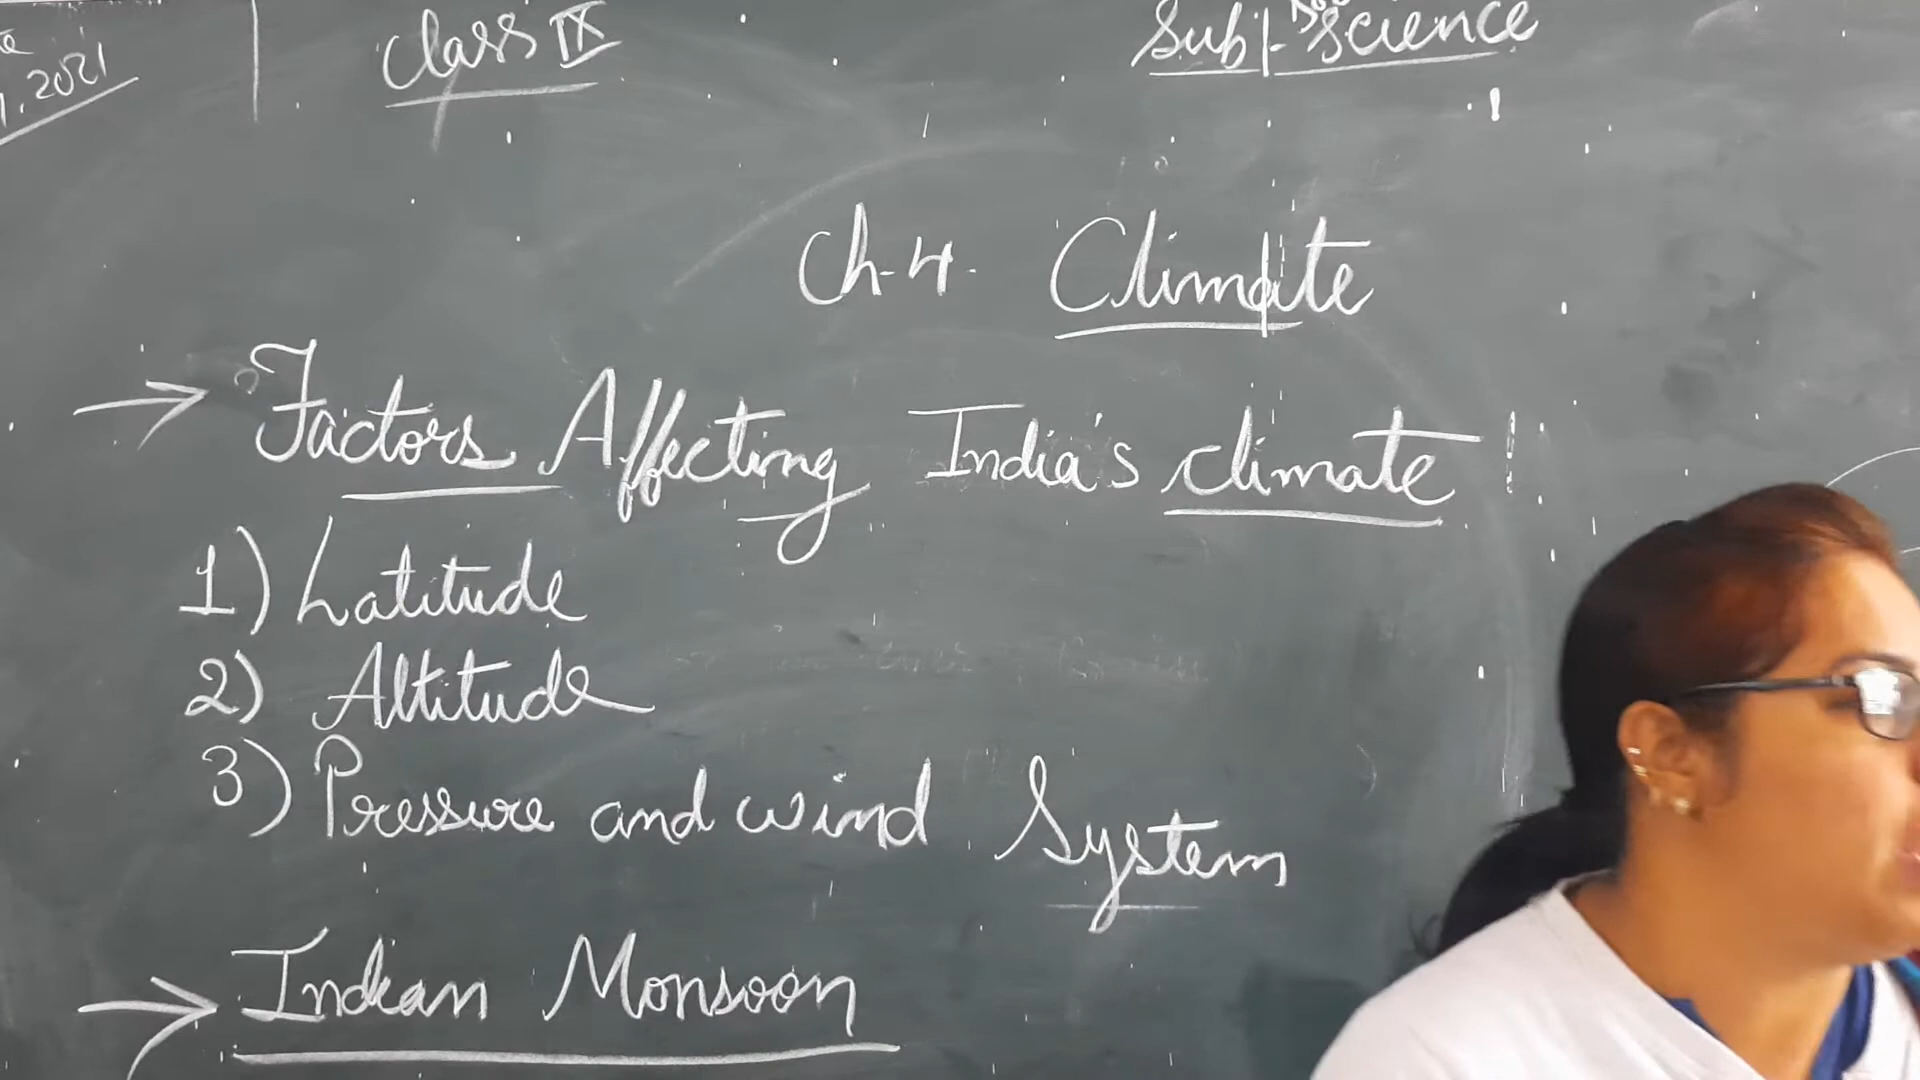 2021
Class IX
Sub|- Science
Ch-4. Climate
→ Factors Affecting India's climate
1) Latitude
2) Altitude
3) Pressure and wind System
→ Indian Monsoon